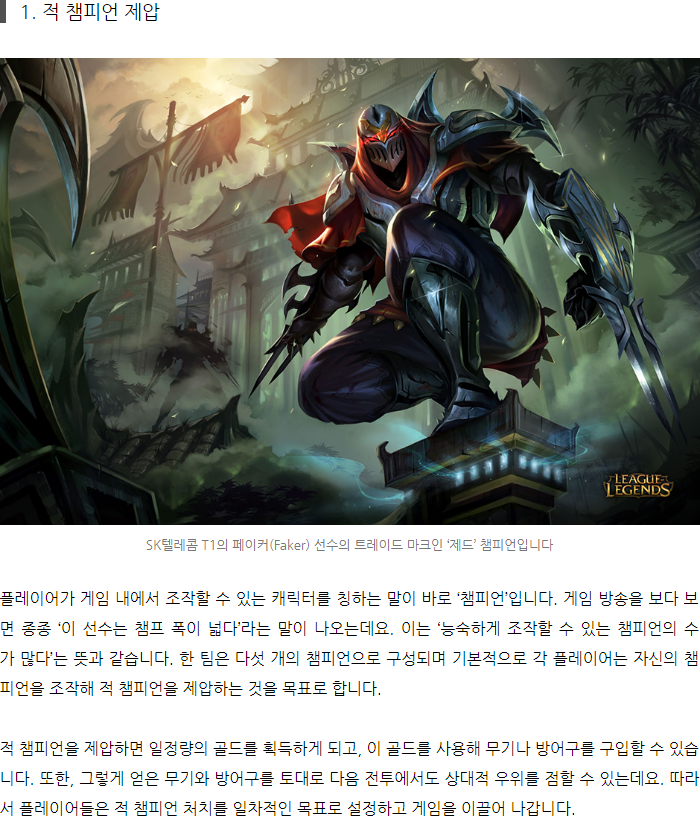 1. 적 챔피언 제압
LEAGUE OF
LEGENDS
SK텔레콤 T1의 페이커(Faker) 선수의 트레이드 마크인 ‘제드’ 챔피언입니다
플레이어가 게임 내에서 조작할 수 있는 캐릭터를 칭하는 말이 바로 ‘챔피언’입니다. 게임 방송을 보다 보
면 종종 ‘이 선수는 챔프 폭이 넓다’라는 말이 나오는데요. 이는 ‘능숙하게 조작할 수 있는 챔피언의 수
가 많다’는 뜻과 같습니다. 한 팀은 다섯 개의 챔피언으로 구성되며 기본적으로 각 플레이어는 자신의 챔
피언을 조작해 적 챔피언을 제압하는 것을 목표로 합니다.
적 챔피언을 제압하면 일정량의 골드를 획득하게 되고, 이 골드를 사용해 무기나 방어구를 구입할 수 있습
니다. 또한, 그렇게 얻은 무기와 방어구를 토대로 다음 전투에서도 상대적 우위를 점할 수 있는데요. 따라
서 플레이어들은 적 챔피언 처치를 일차적인 목표로 설정하고 게임을 이끌어 나갑니다.